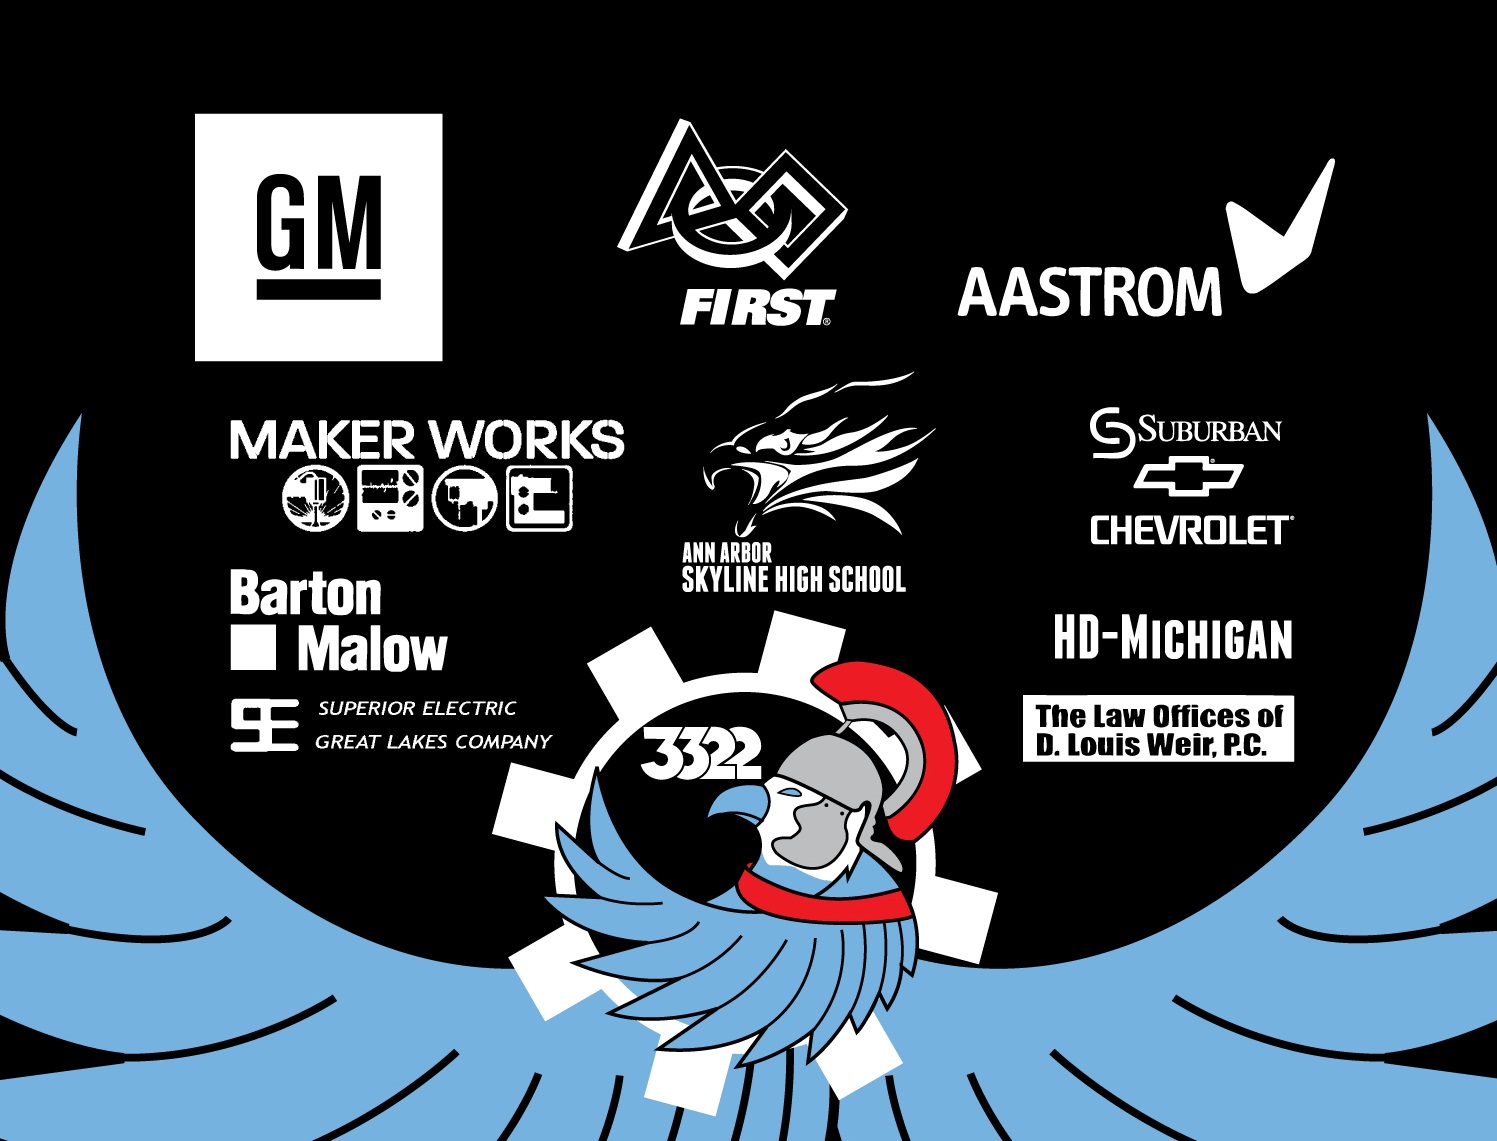 GM
FIRST®
AASTROM
MAKER WORKS
SUBURBAN
CHEVROLET®
ANN ARBOR
SKYLINE HIGH SCHOOL
Barton
Malow
HD-MICHIGAN
SUPERIOR ELECTRIC
GREAT LAKES COMPANY
The Law Offices of
D. Louis Weir, P.C.
3322